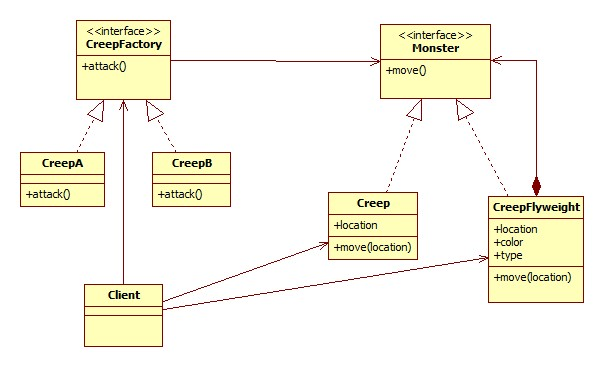 <<interface>>
CreepFactory
+attack()
<<interface>>
Monster
+move()
CreepA
+attack()
CreepB
+attack()
Creep
+location
+move(location)
CreepFlyweight
+location
+color
+type
+move(location)
Client